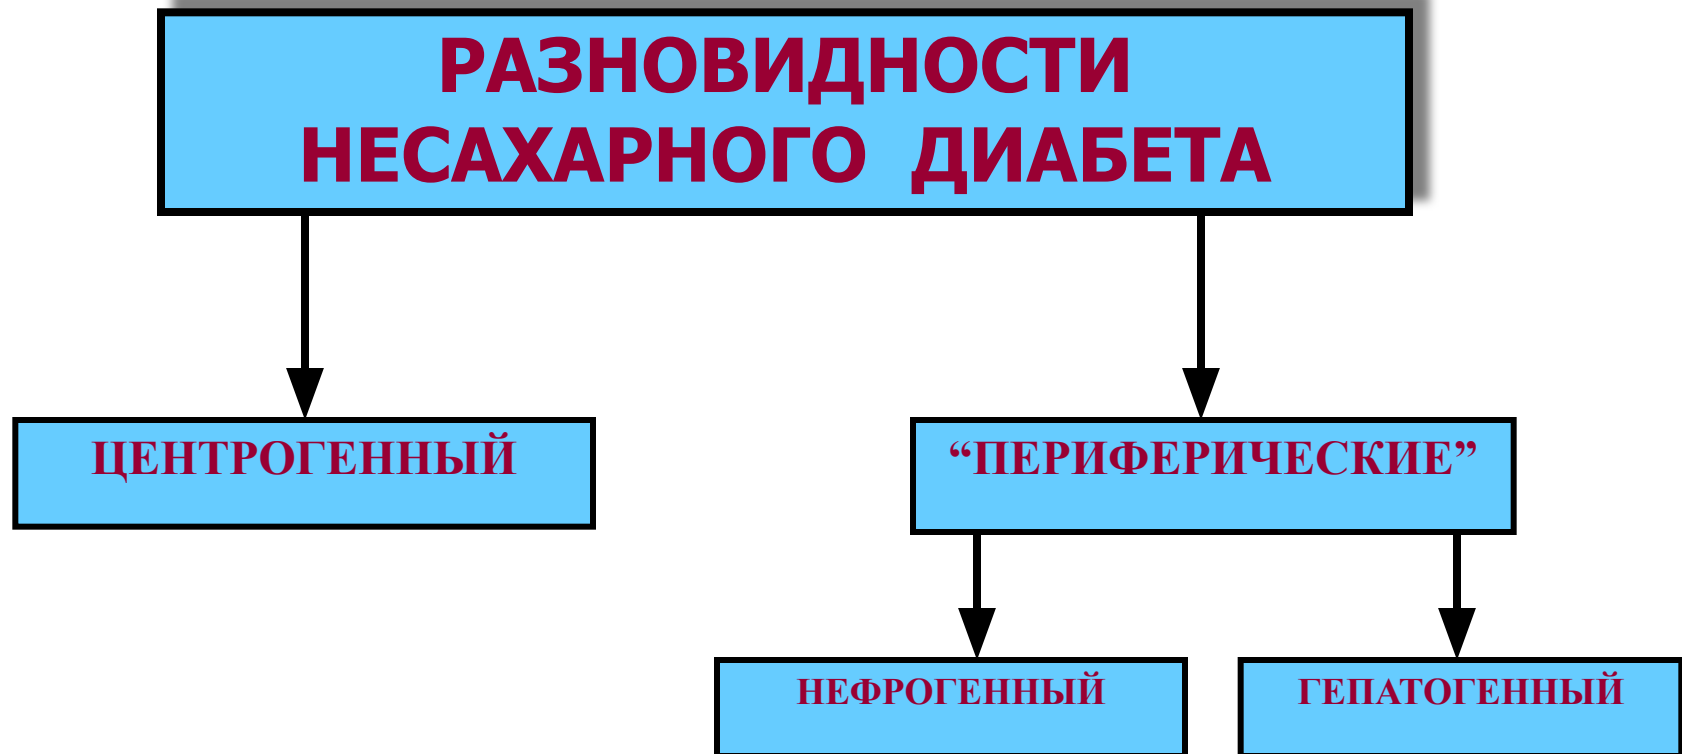 РАЗНОВИДНОСТИ
НЕСАХАРНОГО ДИАБЕТА
ЦЕНТРОГЕННЫЙ
“ПЕРИФЕРИЧЕСКИЕ”
НЕФРОГЕННЫЙ
ГЕПАТОГЕННЫЙ